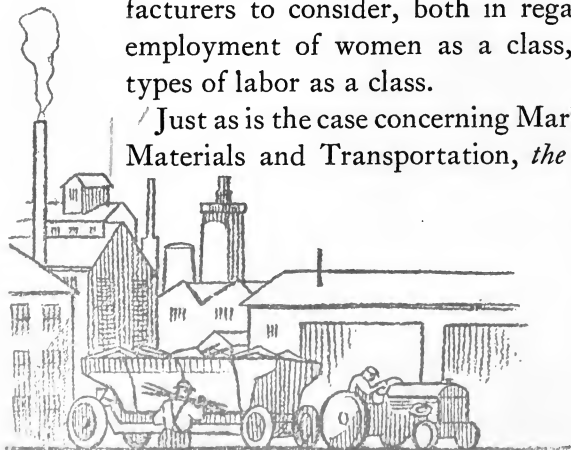 facturers to consider, both in rega
employment of women as a class,
types of labor as a class.
Just as is the case concerning Mar
Materials and Transportation, the